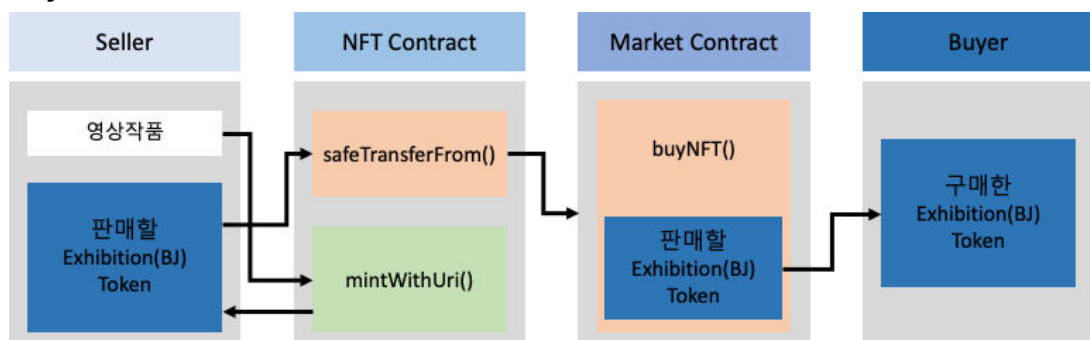 Seller
NFT Contract
Market Contract
Buyer
영상작품
판매할
Exhibition(BJ)
Token
safeTransferFrom()
mintWithUri()
buyNFT()
판매할
Exhibition(BJ)
Token
구매한
Exhibition(BJ)
Token